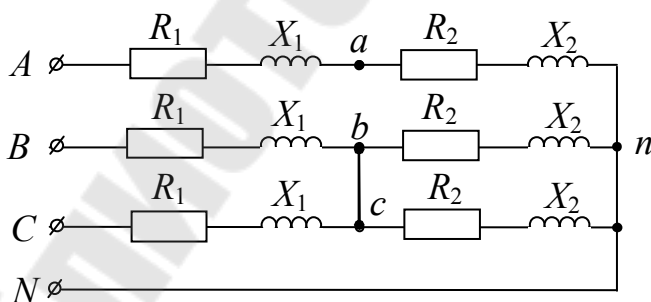 A R₁ X₁ a R₂ X₂
B R₁ X₁ b R₂ X₂ n
C R₁ X₁ c R₂ X₂
N